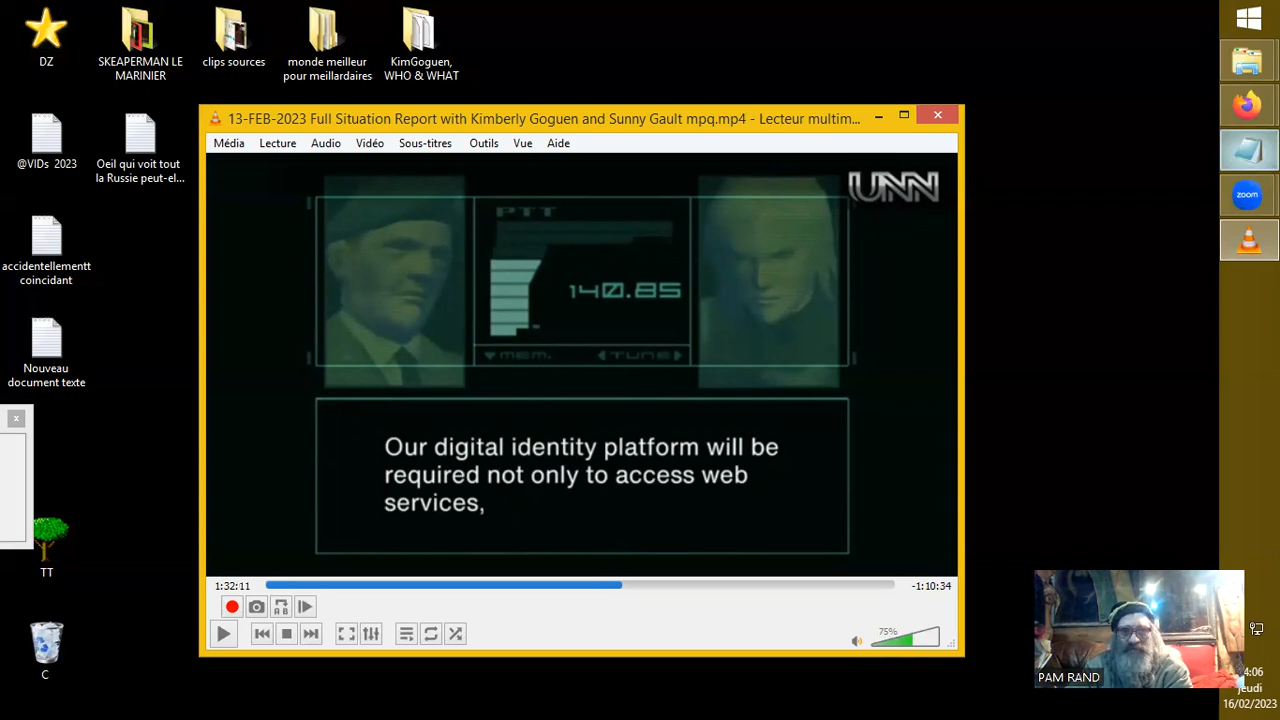 DZ
SKEAPERMAN LE
MARINIER
clips sources
monde meilleur
pour meillardaires
KimGoguen,
WHO & WHAT
@VIDs 2023
Oeil qui voit tout
la Russie peut-el...
accidentellementt
coincidant
Nouveau
document texte
TT
C
13-FEB-2023 Full Situation Report with Kimberly Goguen and Sunny Gault mpq.mp4 - Lecteur multim...
Média Lecture Audio Vidéo Sous-titres Outils Vue Aide
UNN
PTT
140.85
MEM. TUNE
Our digital identity platform will be
required not only to access web
services,
1:32:11 -1:10:34
A B
75%
zoom
PAM RAND
4:06
jeudi
16/02/2023